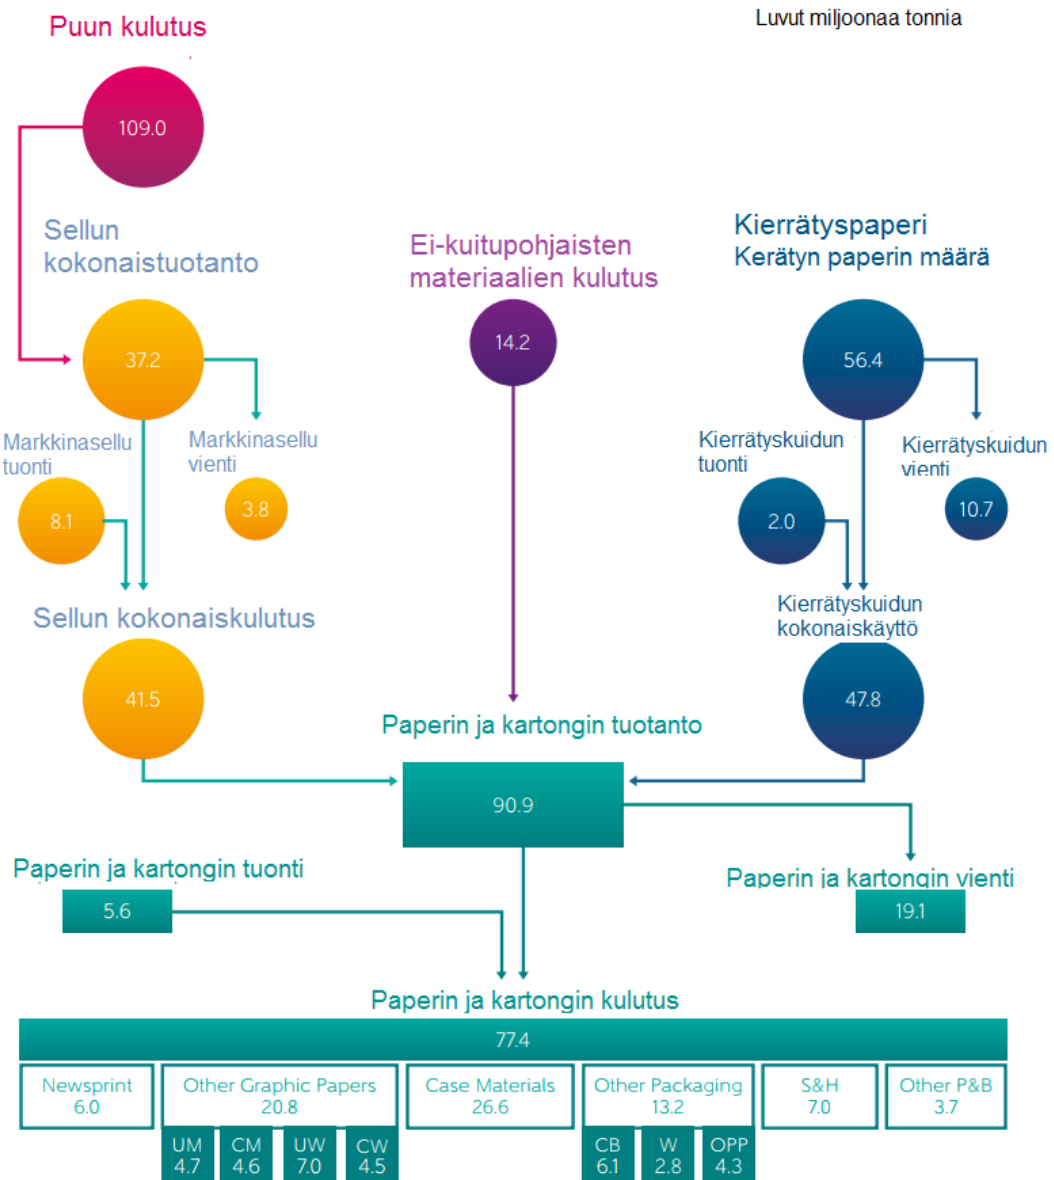 Luvut miljoonaa tonnia
Puun kulutus
109.0
Sellun
kokonaistuotanto
37.2
Ei-kuitupohjaisten
materiaalien kulutus
14.2
Kierrätyspaperi
Kerätyn paperin määrä
56.4
Markkinasellu
tuonti
8.1
Markkinasellu
vienti
3.8
Kierrätyskuidun
tuonti
2.0
Kierrätyskuidun
vienti
10.7
Sellun kokonaiskulutus
41.5
Kierrätyskuidun
kokonaiskäyttö
47.8
Paperin ja kartongin tuotanto
90.9
Paperin ja kartongin tuonti
5.6
Paperin ja kartongin vienti
19.1
Paperin ja kartongin kulutus
77.4
Newsprint
6.0
Other Graphic Papers
20.8
Case Materials
26.6
Other Packaging
13.2
S&H
7.0
Other P&B
3.7
UM
4.7
CM
4.6
UW
7.0
CW
4.5
CB
6.1
W
2.8
OPP
4.3